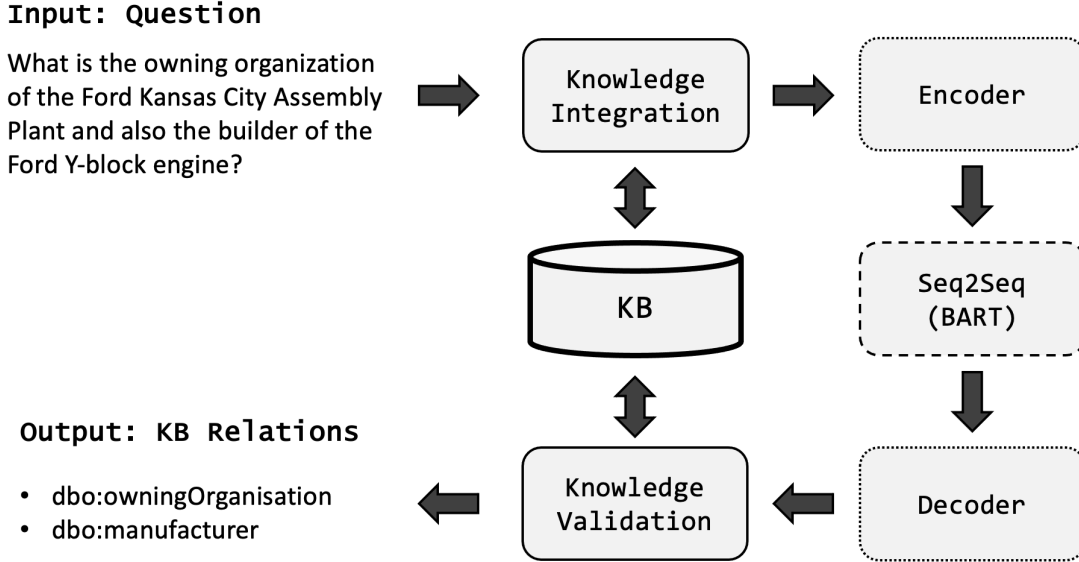 Input: Question
What is the owning organization
of the Ford Kansas City Assembly
Plant and also the builder of the
Ford Y-block engine?
Knowledge
Integration
Encoder
KB
Seq2Seq
(BART)
Output: KB Relations
• dbo:owningOrganisation
• dbo:manufacturer
Knowledge
Validation
Decoder